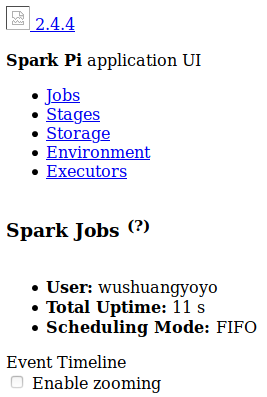 2.4.4
Spark Pi application UI
Jobs
Stages
Storage
Environment
Executors
Spark Jobs (?)
User: wushuangyoyo
Total Uptime: 11 s
Scheduling Mode: FIFO
Event Timeline
Enable zooming